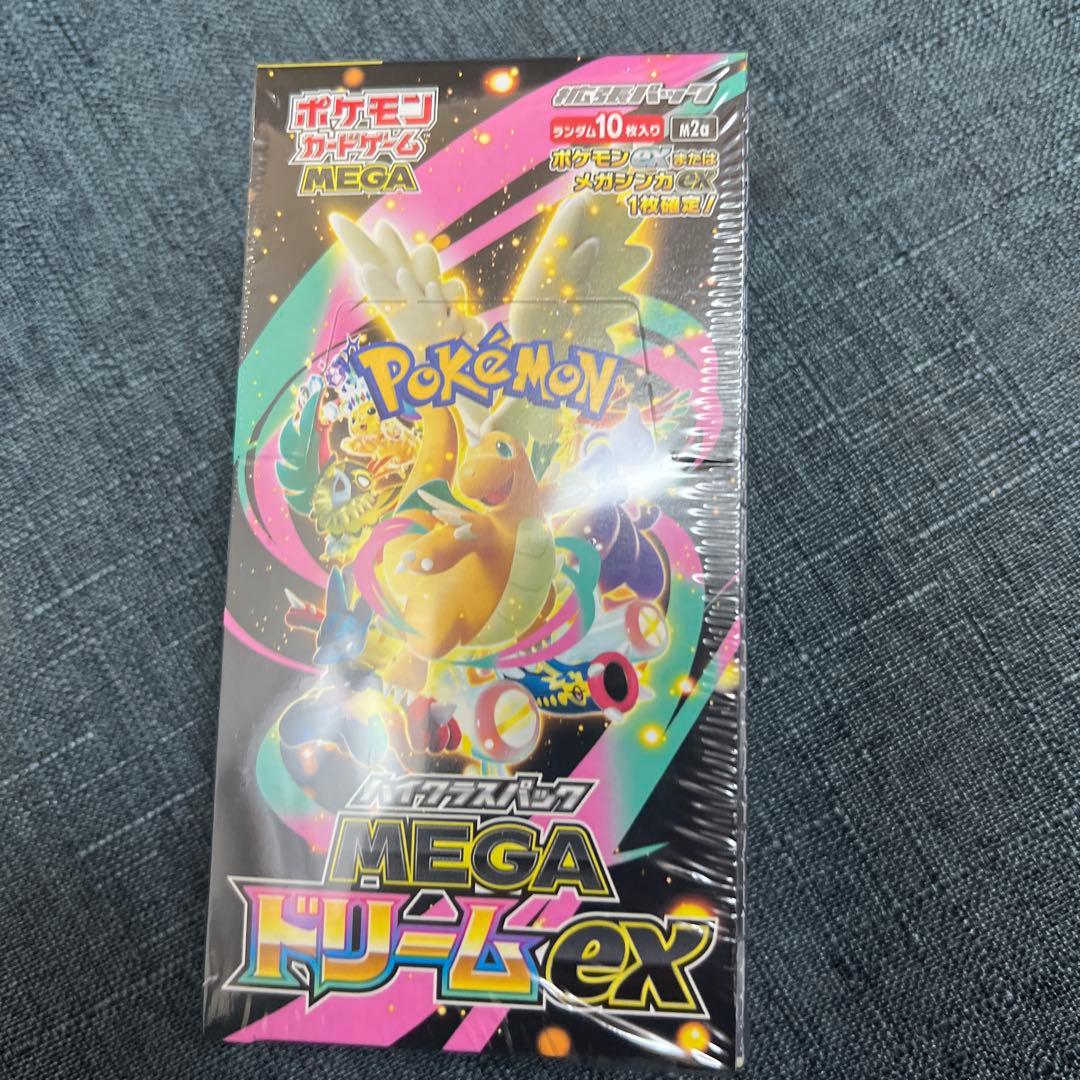 ポケモン
カードゲーム
MEGA
拡張パック
ランダム10枚入り
M2a
ポケモンexまたは
メガシンカex
1枚確定!
POKéMON
ハイクラスパック
MEGA
ドリームex